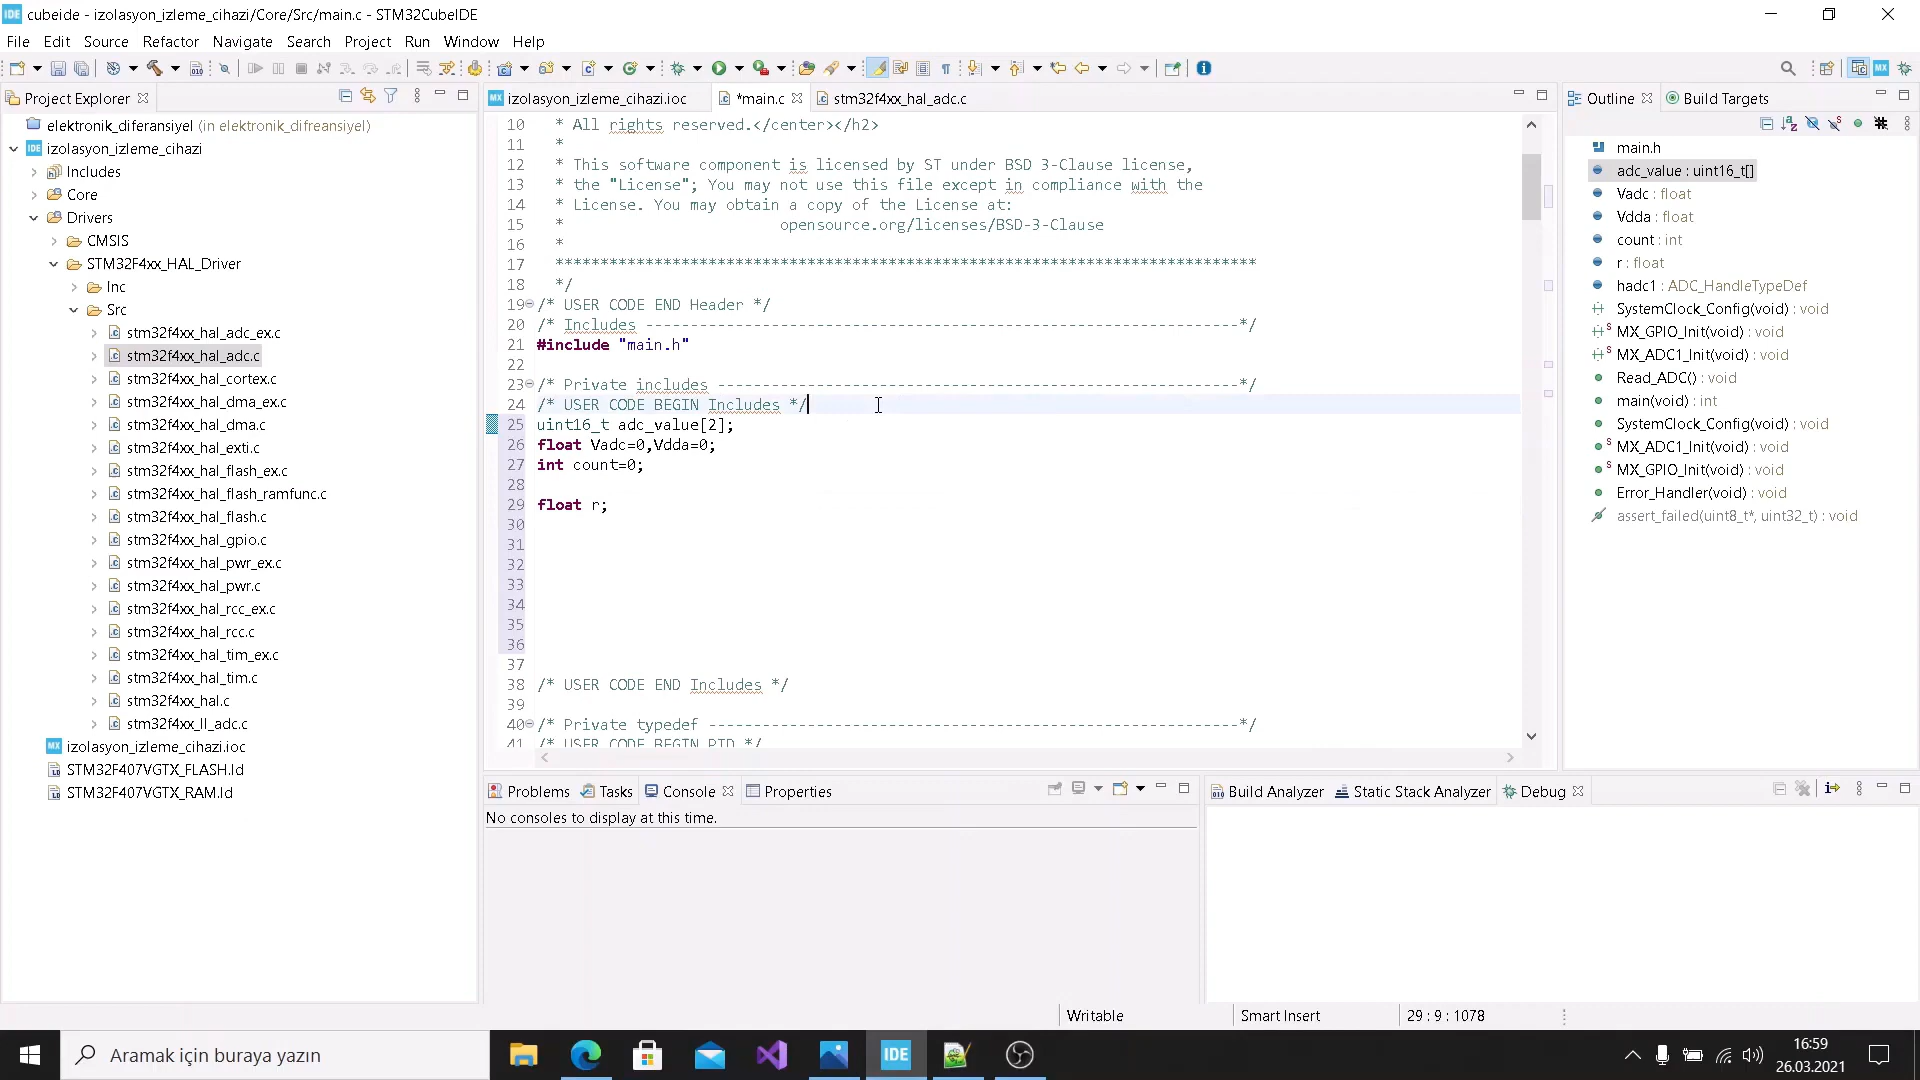 cubeide - izolasyon_izleme_cihazi/Core/Src/main.c - STM32CubeIDE
File Edit Source Refactor Navigate Search Project Run Window Help
Project Explorer
elektronik_diferansiyel (in elektronik_difreansiyel)
izolasyon_izleme_cihazi
Includes
Core
Drivers
CMSIS
STM32F4xx_HAL_Driver
Inc
Src
stm32f4xx_hal_adc_ex.c
stm32f4xx_hal_adc.c
stm32f4xx_hal_cortex.c
stm32f4xx_hal_dma_ex.c
stm32f4xx_hal_dma.c
stm32f4xx_hal_exti.c
stm32f4xx_hal_flash_ex.c
stm32f4xx_hal_flash_ramfunc.c
stm32f4xx_hal_flash.c
stm32f4xx_hal_gpio.c
stm32f4xx_hal_pwr_ex.c
stm32f4xx_hal_pwr.c
stm32f4xx_hal_rcc_ex.c
stm32f4xx_hal_rcc.c
stm32f4xx_hal_tim_ex.c
stm32f4xx_hal_tim.c
stm32f4xx_hal.c
stm32f4xx_ll_adc.c
izolasyon_izleme_cihazi.ioc
STM32F407VGTX_FLASH.ld
STM32F407VGTX_RAM.ld
izolasyon_izleme_cihazi.ioc *main.c stm32f4xx_hal_adc.c
10 * All rights reserved.</center></h2>
11 *
12 * This software component is licensed by ST under BSD 3-Clause license,
13 * the "License"; You may not use this file except in compliance with the
14 * License. You may obtain a copy of the License at:
15 * opensource.org/licenses/BSD-3-Clause
16 *
17 ******************************************************************************
18 */
19 /* USER CODE END Header */
20 /* Includes ------------------------------------------------------------------*/
21 #include "main.h"
22
23 /* Private includes ----------------------------------------------------------*/
24 /* USER CODE BEGIN Includes */
25 uint16_t adc_value[2];
26 float Vadc=0,Vdda=0;
27 int count=0;
28
29 float r;
30
31
32
33
34
35
36
37
38 /* USER CODE END Includes */
39
40 /* Private typedef -----------------------------------------------------------*/
41 /* USER CODE BEGIN PTD */
Outline Build Targets
main.h
adc_value : uint16_t[]
Vadc : float
Vdda : float
count : int
r : float
hadc1 : ADC_HandleTypeDef
SystemClock_Config(void) : void
MX_GPIO_Init(void) : void
MX_ADC1_Init(void) : void
Read_ADC() : void
main(void) : int
SystemClock_Config(void) : void
MX_ADC1_Init(void) : void
MX_GPIO_Init(void) : void
Error_Handler(void) : void
assert_failed(uint8_t*, uint32_t) : void
Problems Tasks Console Properties
No consoles to display at this time.
Build Analyzer Static Stack Analyzer Debug
Writable Smart Insert 29 : 9 : 1078
Aramak için buraya yazın
IDE
16:59
26.03.2021